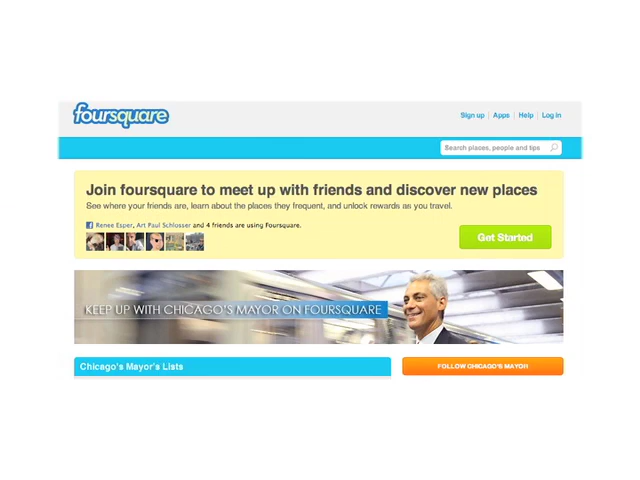 foursquare
Sign up | Apps | Help | Log in
Search places, people and tips
Join foursquare to meet up with friends and discover new places
See where your friends are, learn about the places they frequent, and unlock rewards as you travel.
f Renee Esper, Art Paul Schlosser and 4 friends are using Foursquare.
Get Started
KEEP UP WITH CHICAGO'S MAYOR ON FOURSQUARE
Chicago's Mayor's Lists
FOLLOW CHICAGO'S MAYOR